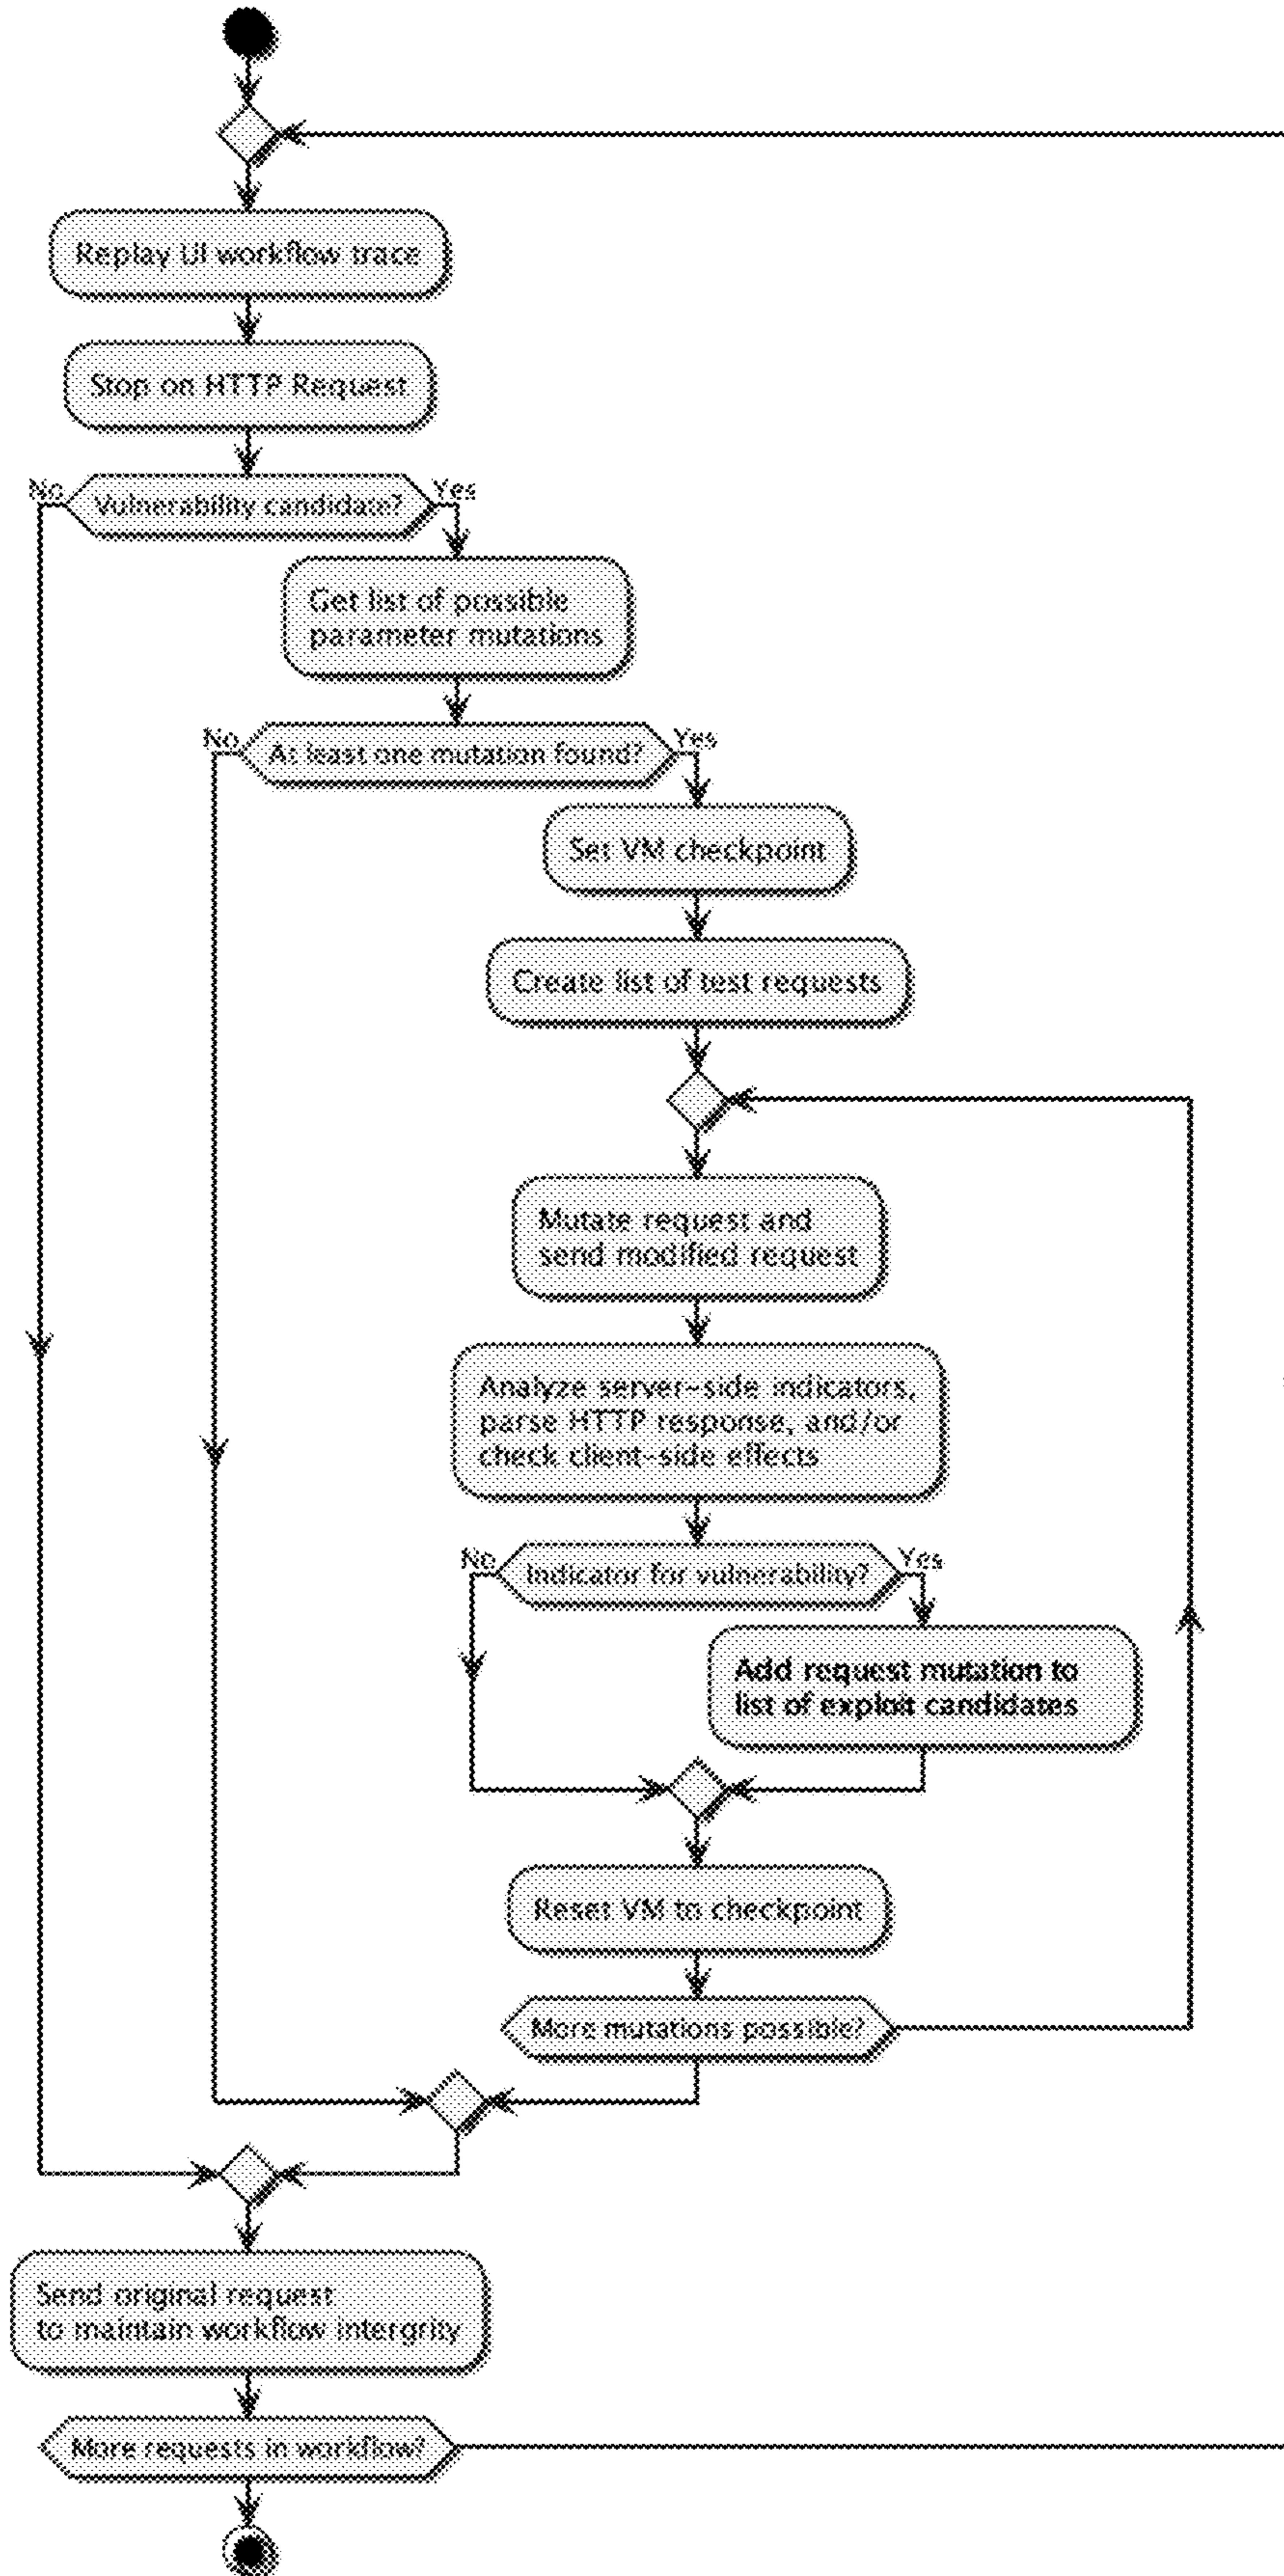 Replay UI workflow trace
Stop on HTTP Request
No
Vulnerability candidate?
Yes
Get list of possible
parameter mutations
No
At least one mutation found?
Yes
Set VM checkpoint
Create list of test requests
Mutate request and
send modified request
Analyze server-side indicators,
parse HTTP response, and/or
check client-side effects
No
Indicator for vulnerability?
Yes
Add request mutation to
list of exploit candidates
Reset VM to checkpoint
More mutations possible?
Send original request
to maintain workflow intergrity
More requests in workflow?